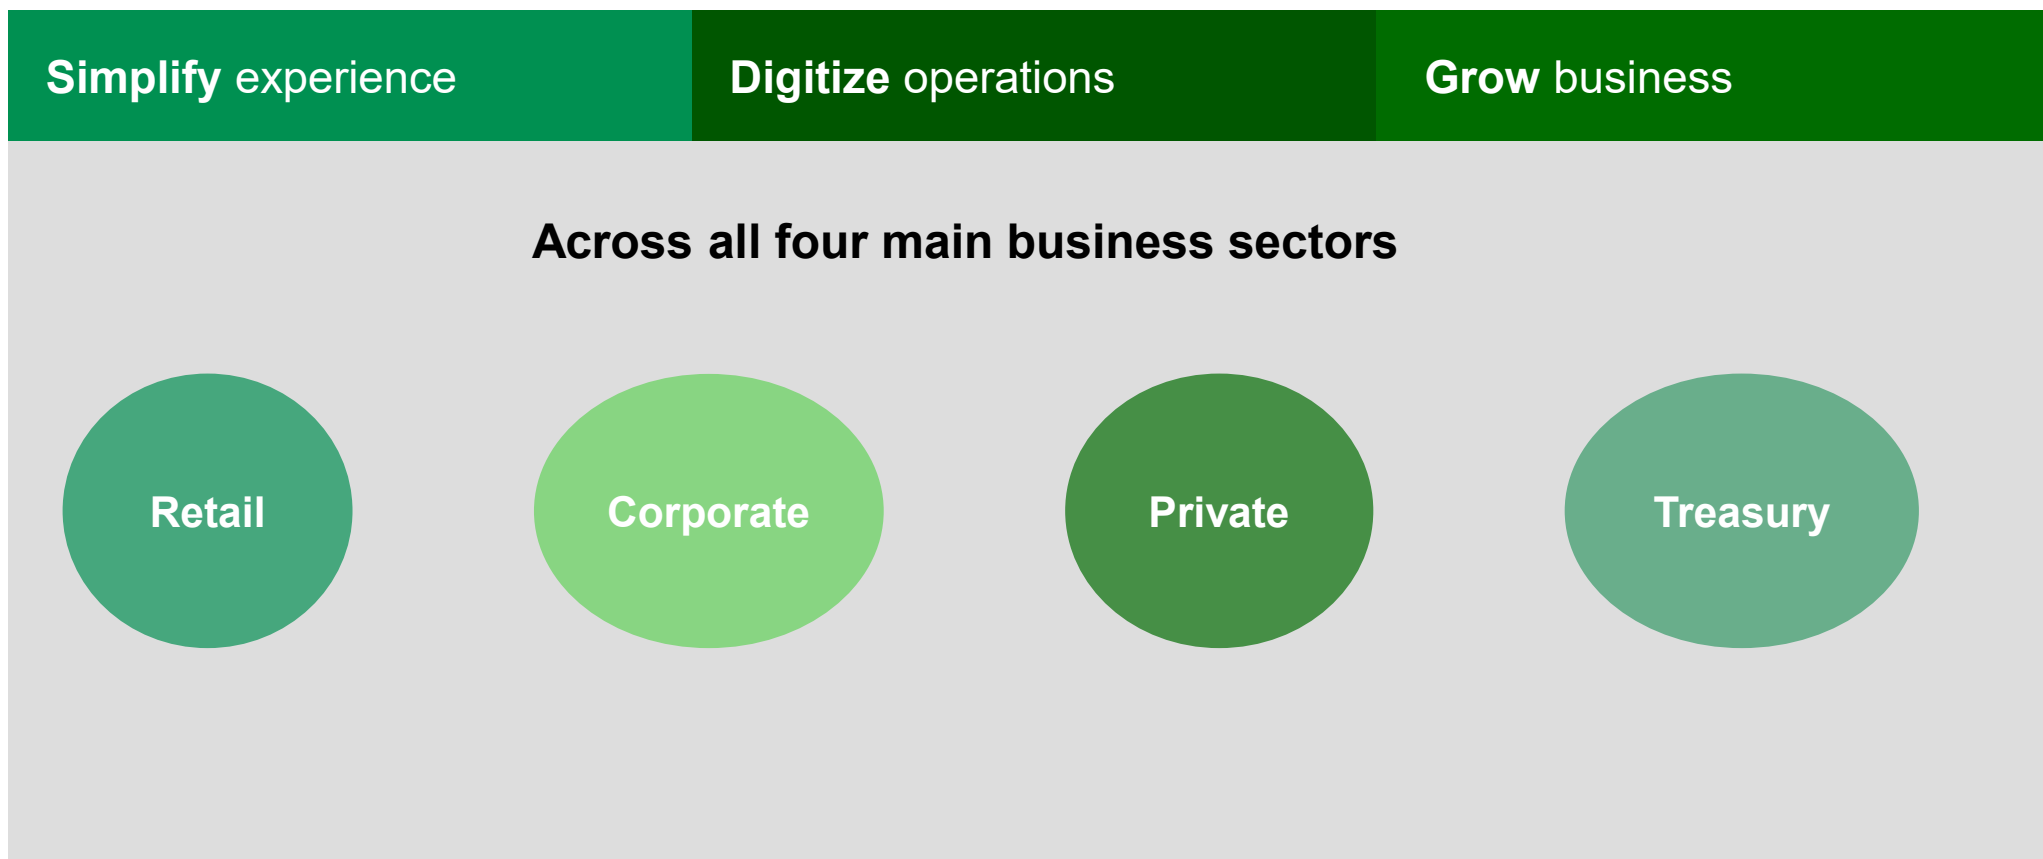 Simplify experience
Digitize operations
Grow business
Across all four main business sectors
Retail
Corporate
Private
Treasury